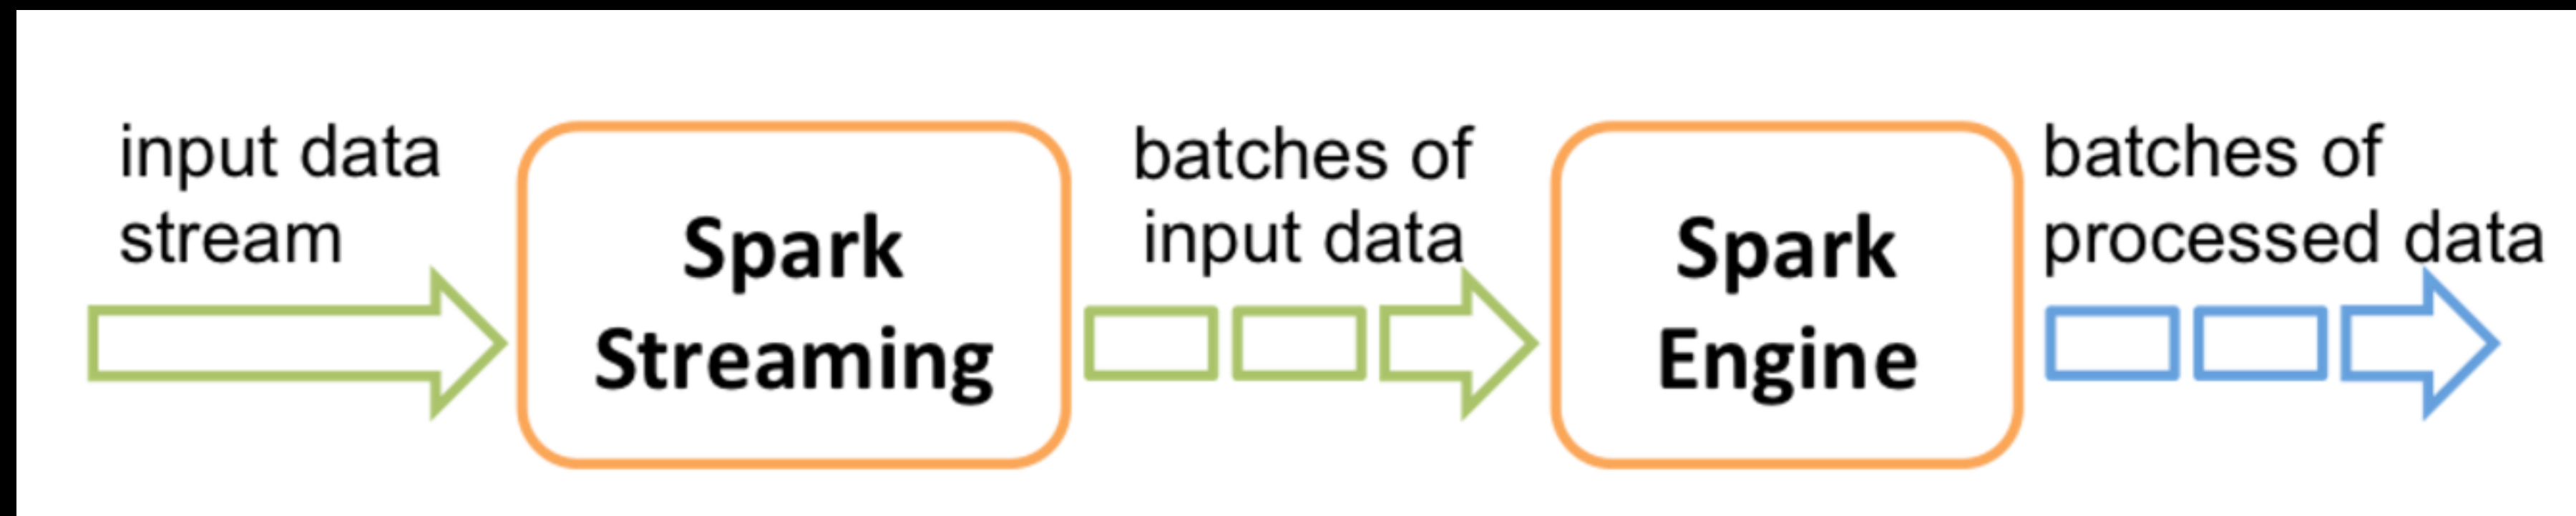 input data
stream
Spark
Streaming
batches of
input data
Spark
Engine
batches of
processed data